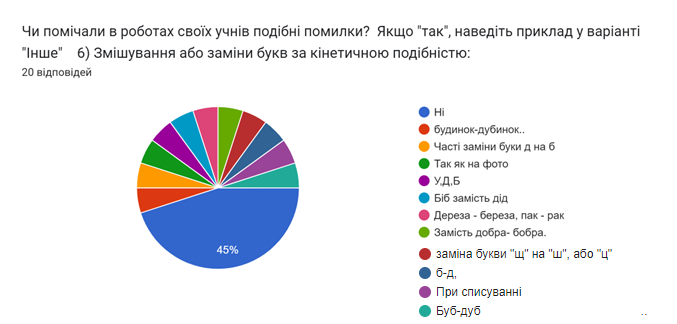 Чи помічали в роботах своїх учнів подібні помилки?  Якщо "так", наведіть приклад у варіанті
"Інше"    6) Змішування або заміни букв за кінетичною подібністю:
20 відповідей
Ні
будинок-дубинок..
Часті заміни буки д на б
Так як на фото
У,Д,Б
Біб замість дід
Дереза - береза, пак - рак
Замість добра- бобра.
заміна букви "щ" на "ш", або "ц"
б-д,
При списуванні
Буб-дуб
45%